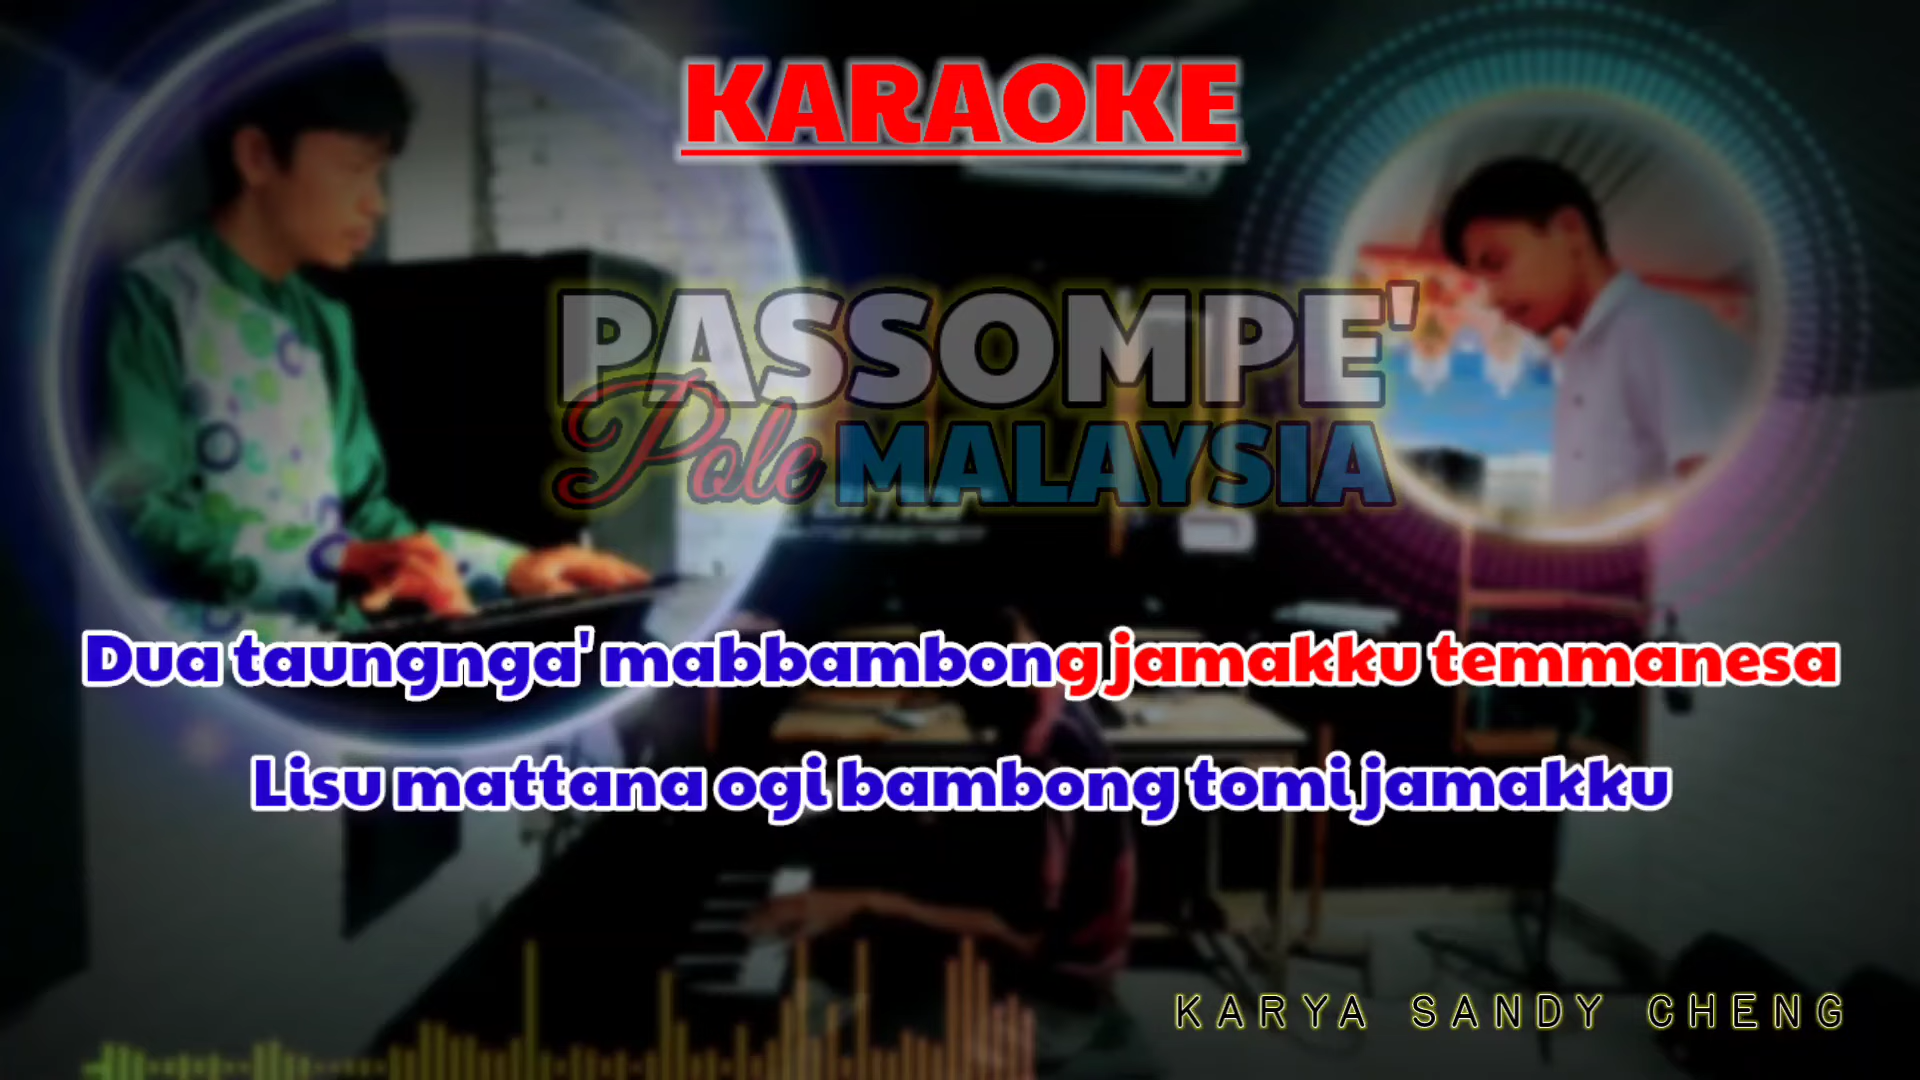 KARAOKE
PASSOMPE'
Pole MALAYSIA
Dua taungnga' mabbambong jamakku temmanesa
Lisu mattana ogi bambong tomi jamakku
KARYA SANDY CHENG